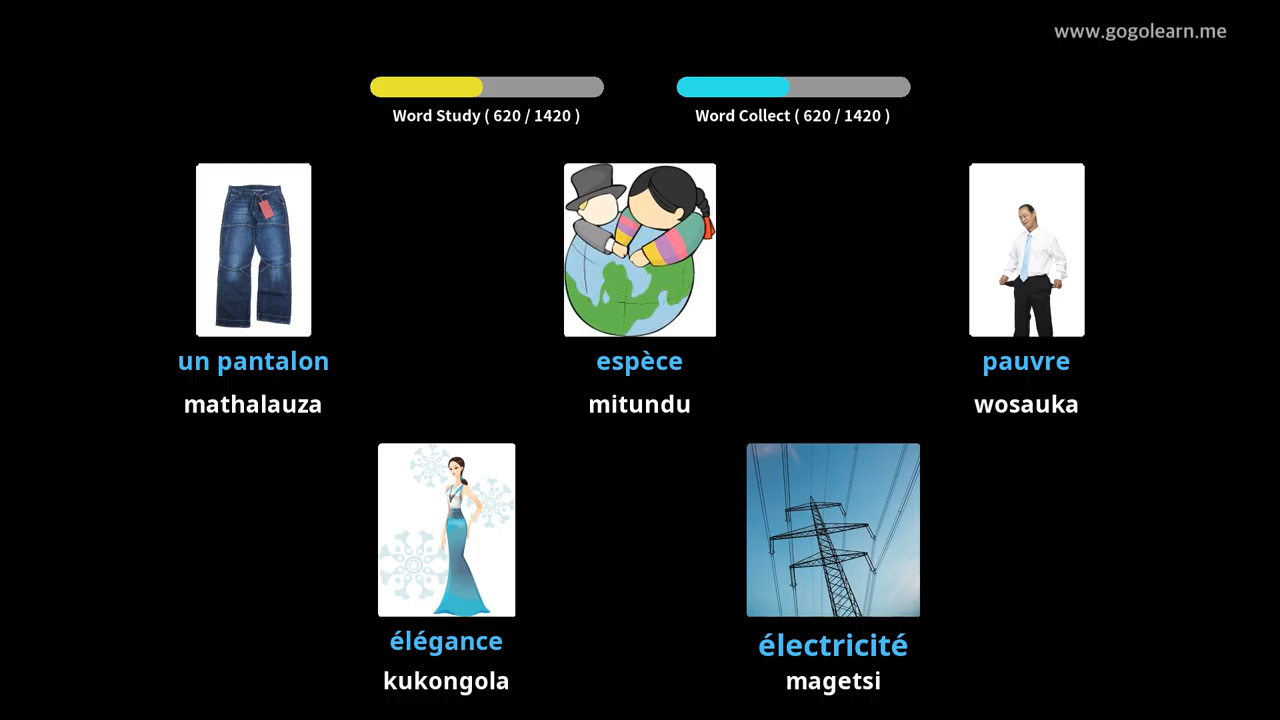 www.gogolearn.me
Word Study ( 620 / 1420 )
Word Collect ( 620 / 1420 )
un pantalon
mathalauza
espèce
mitundu
pauvre
wosauka
élégance
kukongola
électricité
magetsi